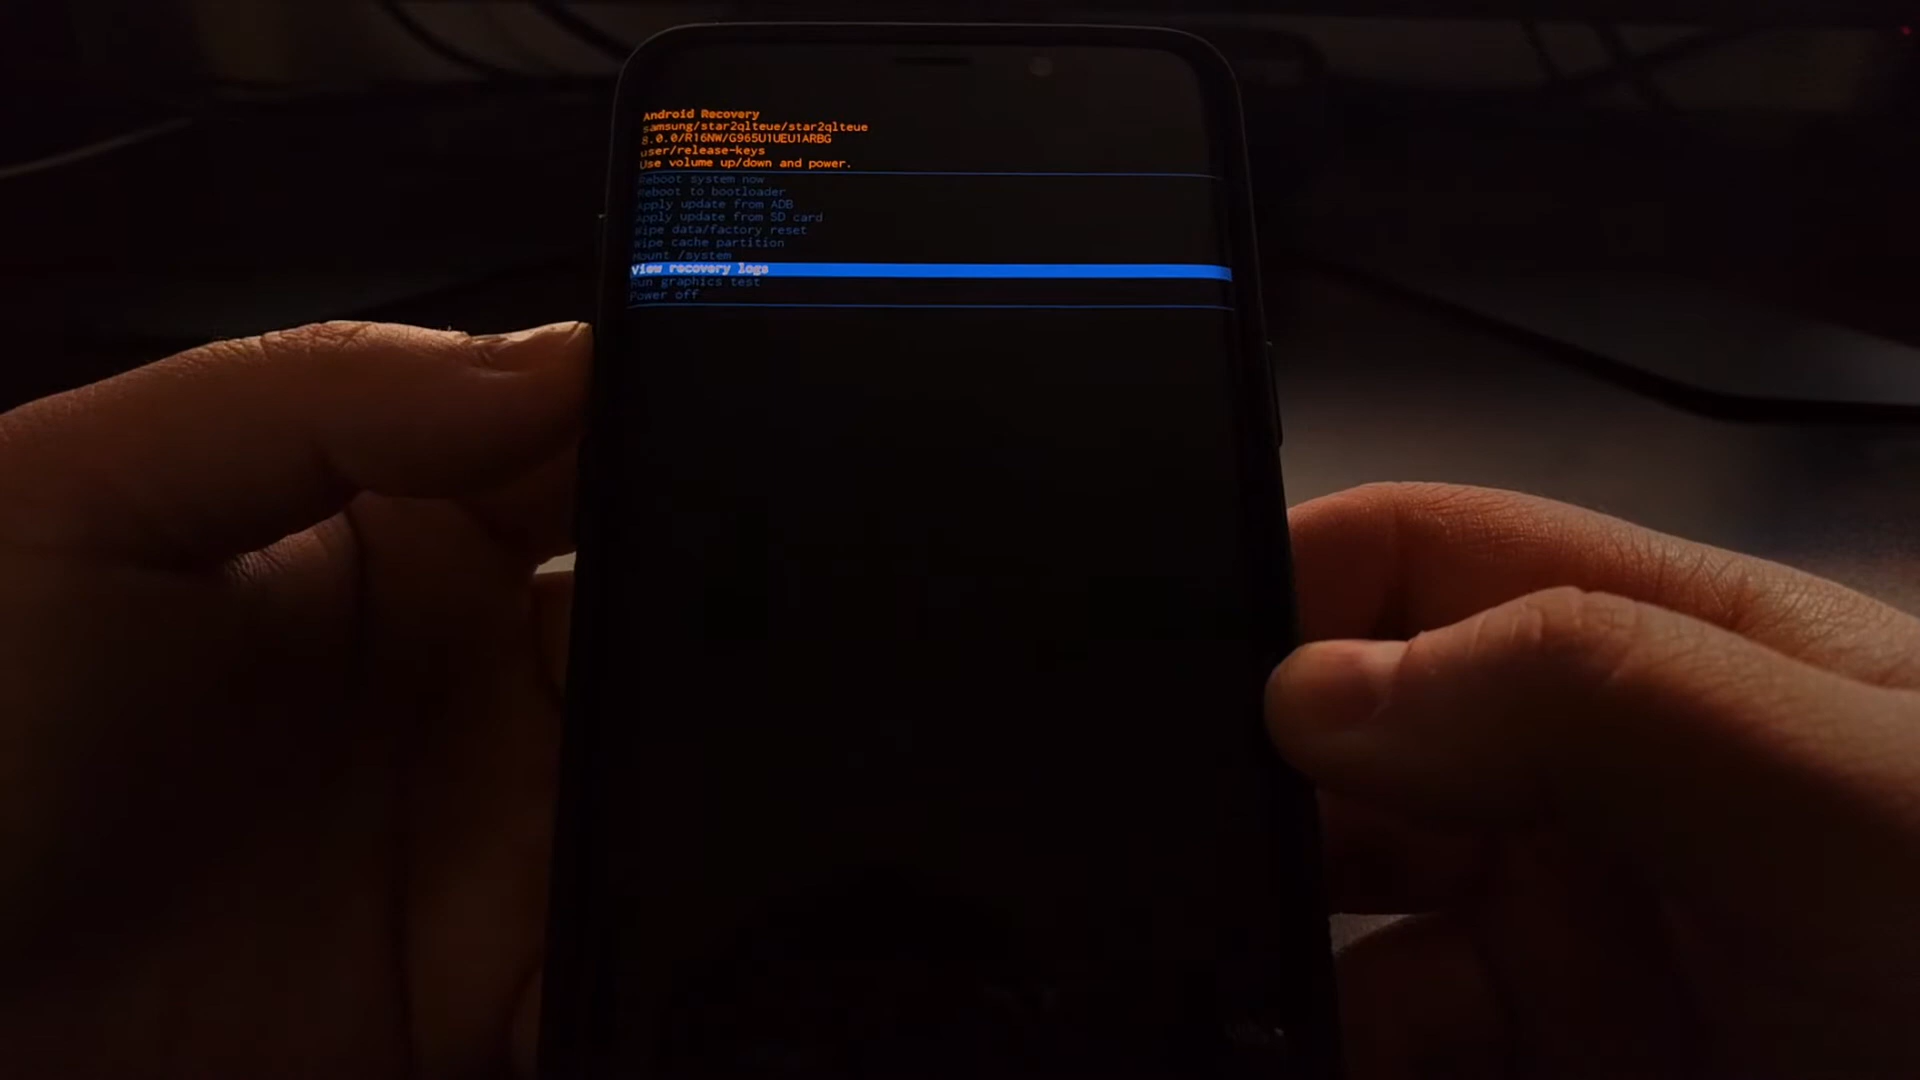 Android Recovery
samsung/star2qlteue/star2qlteue
8.0.0/R16NW/G965U1UEU1ARBG
user/release-keys
Use volume up/down and power.
Reboot system now
Reboot to bootloader
Apply update from ADB
Apply update from SD card
Wipe data/factory reset
Wipe cache partition
Mount /system
View recovery logs
Run graphics test
Power off